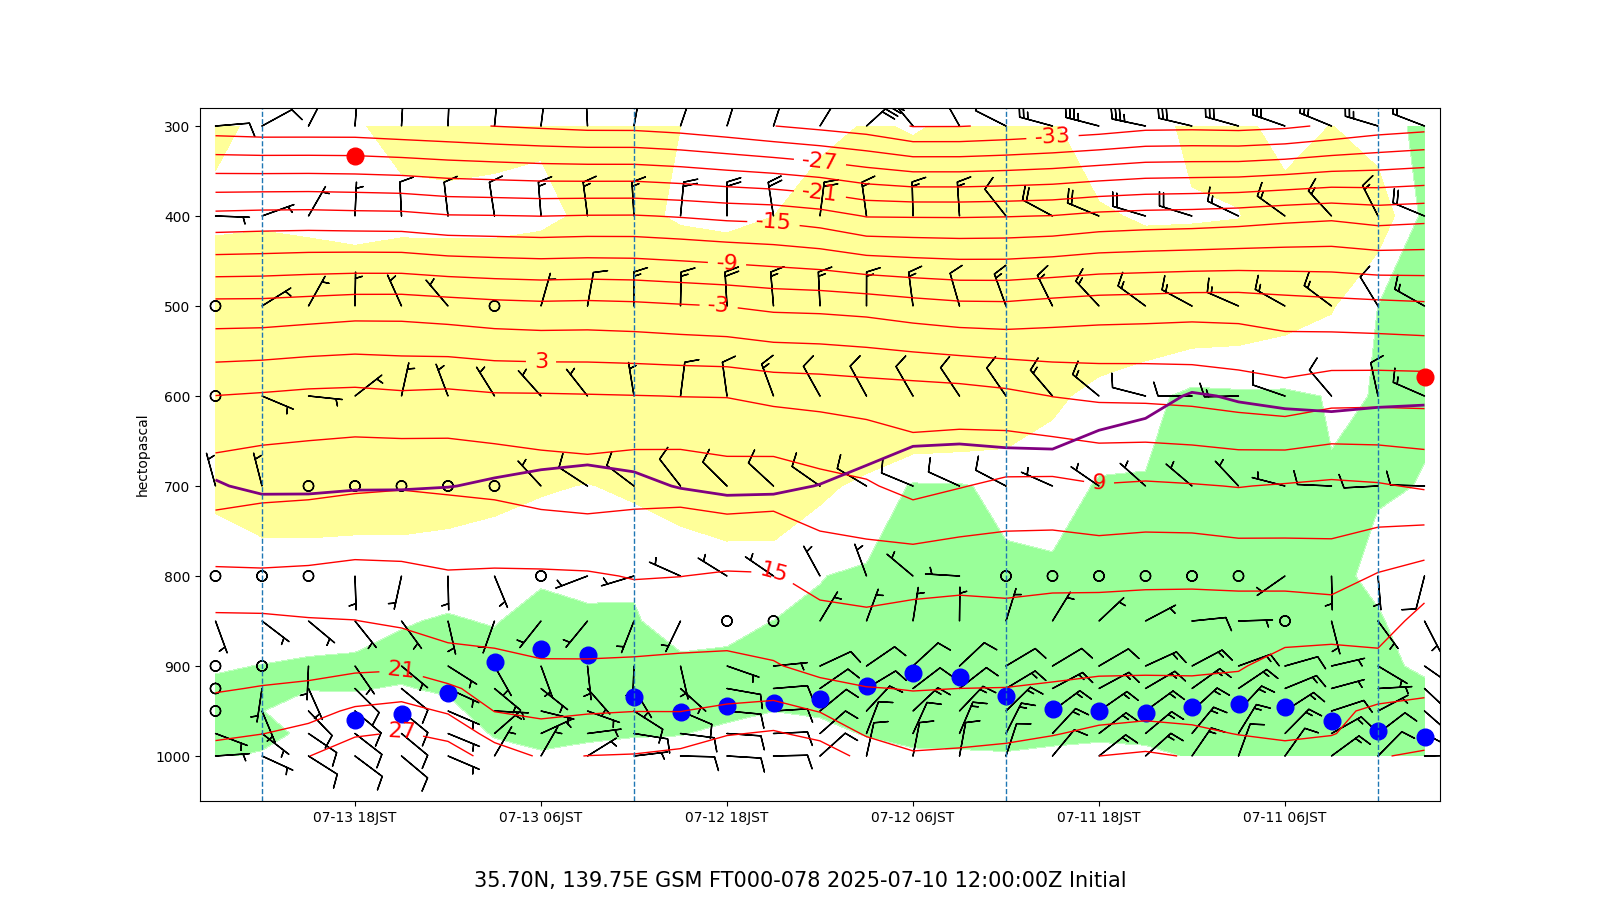 300
400
500
600
700
800
900
1000
hectopascal
-33
-27
-21
-15
-9
-3
3
9
15
21
27
07-13 18JST
07-13 06JST
07-12 18JST
07-12 06JST
07-11 18JST
07-11 06JST
35.70N, 139.75E GSM FT000-078 2025-07-10 12:00:00Z Initial